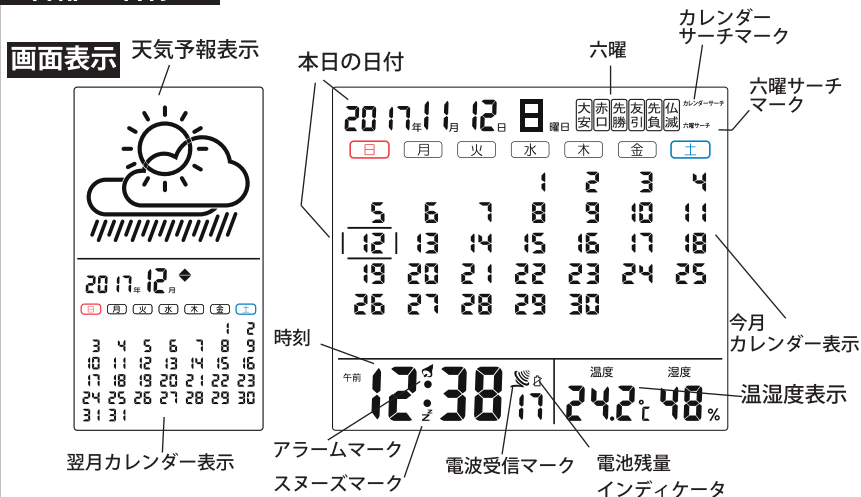 画面表示
天気予報表示
本日の日付
六曜
カレンダー
サーチマーク
六曜サーチ
マーク
2017年11月12日 日 曜日
大安 赤口 先勝 友引 先負 仏滅
カレンダーサーチ
六曜サーチ
日 月 火 水 木 金 土
1 2 3 4
5 6 7 8 9 10 11
12 13 14 15 16 17 18
19 20 21 22 23 24 25
26 27 28 29 30
2017年12月
日 月 火 水 木 金 土
1 2
3 4 5 6 7 8 9
10 11 12 13 14 15 16
17 18 19 20 21 22 23
24 25 26 27 28 29 30
31 31
翌月カレンダー表示
時刻
午前 12:38 17
z z
温度 湿度
24.2℃ 48%
今月
カレンダー表示
温湿度表示
アラームマーク
スヌーズマーク
電波受信マーク
電池残量
インディケータ